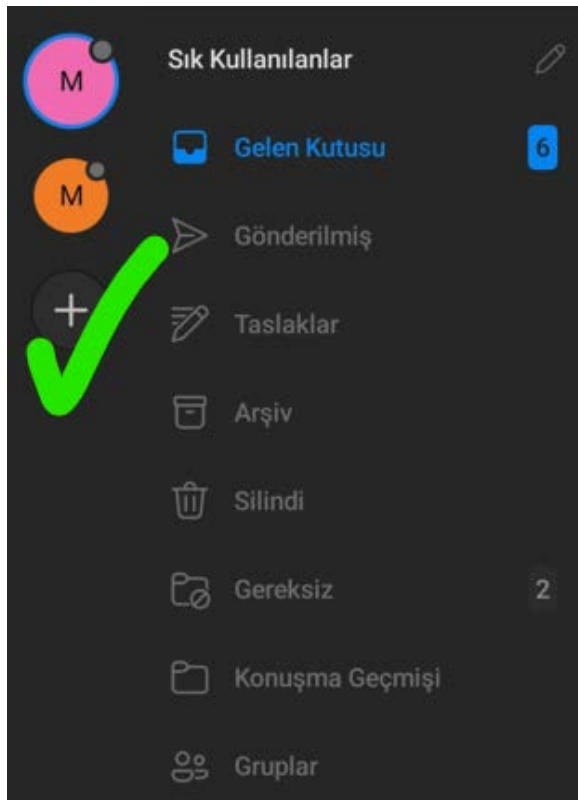 M
Sık Kullanılanlar
Gelen Kutusu 6
M
Gönderilmiş
Taslaklar
Arşiv
Silindi
Gereksiz 2
Konuşma Geçmişi
Gruplar